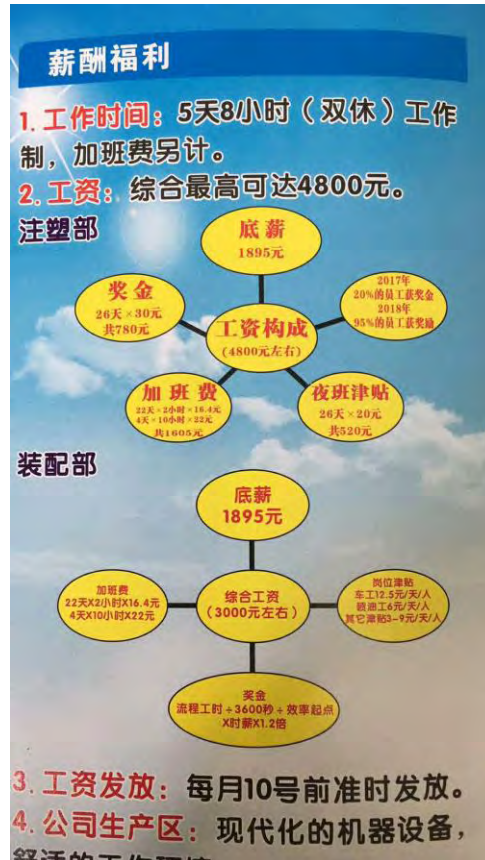 薪酬福利
1. 工作时间：5天8小时（双休）工作
制，加班费另计。
2. 工资：综合最高可达4800元。
注塑部
底薪
1895元
奖金
26天×30元
共780元
2017年
20%的员工获奖金
2018年
95%的员工获奖励
工资构成
(4800元左右)
加班费
22天×2小时×16.4元
4天×10小时×22元
共1605元
夜班津贴
26天×20元
共520元
装配部
底薪
1895元
加班费
22天X2小时X16.4元
4天X10小时X22元
综合工资
(3000元左右)
岗位津贴
车工12.5元/天/人
喷油工6元/天/人
其它津贴3-9元/天/人
奖金
流程工时÷3600秒÷效率起点
X时薪X1.2倍
3. 工资发放：每月10号前准时发放。
4. 公司生产区：现代化的机器设备，